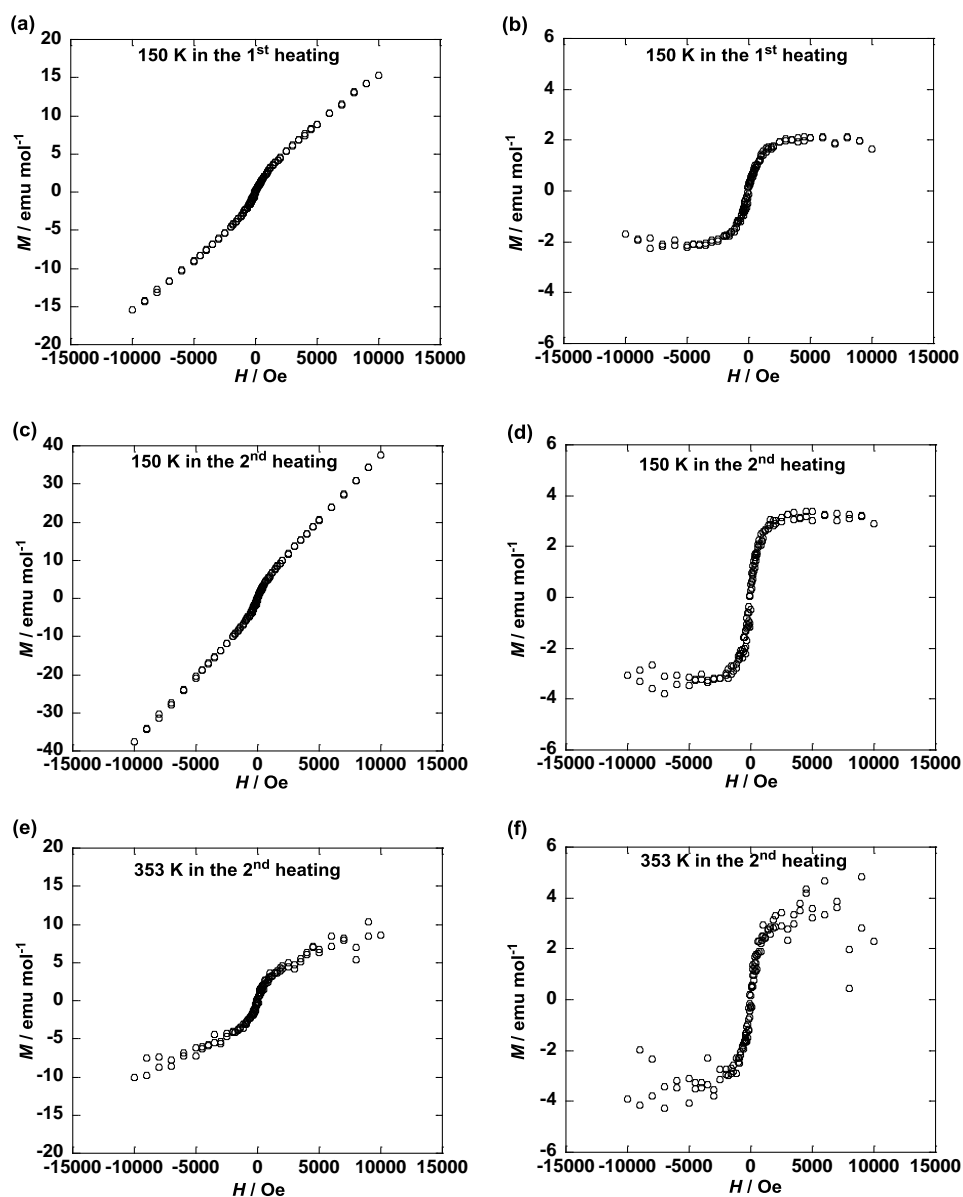 (a)
150 K in the 1st heating
20
15
10
5
0
-5
-10
-15
-20
M / emu mol-1
-15000 -10000 -5000 0 5000 10000 15000
H / Oe
(b)
150 K in the 1st heating
6
4
2
0
-2
-4
-6
M / emu mol-1
-15000 -10000 -5000 0 5000 10000 15000
H / Oe
(c)
150 K in the 2nd heating
40
30
20
10
0
-10
-20
-30
-40
M / emu mol-1
-15000 -10000 -5000 0 5000 10000 15000
H / Oe
(d)
150 K in the 2nd heating
6
4
2
0
-2
-4
-6
M / emu mol-1
-15000 -10000 -5000 0 5000 10000 15000
H / Oe
(e)
353 K in the 2nd heating
20
15
10
5
0
-5
-10
-15
-20
M / emu mol-1
-15000 -10000 -5000 0 5000 10000 15000
H / Oe
(f)
353 K in the 2nd heating
6
4
2
0
-2
-4
-6
M / emu mol-1
-15000 -10000 -5000 0 5000 10000 15000
H / Oe